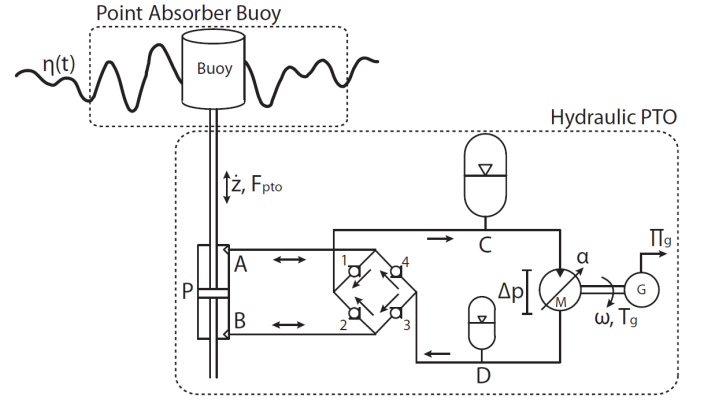 Point Absorber Buoy
η(t)
Buoy
Hydraulic PTO
ż, Fpto
C
Πg
A
1
4
α
P
Δp
M
G
B
2
3
ω, Tg
D